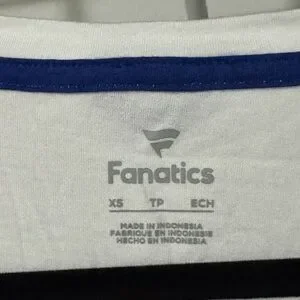 Fanatics
XS TP ECH
MADE IN INDONESIA
FABRIQUE EN INDONESIE
HECHO EN INDONESIA